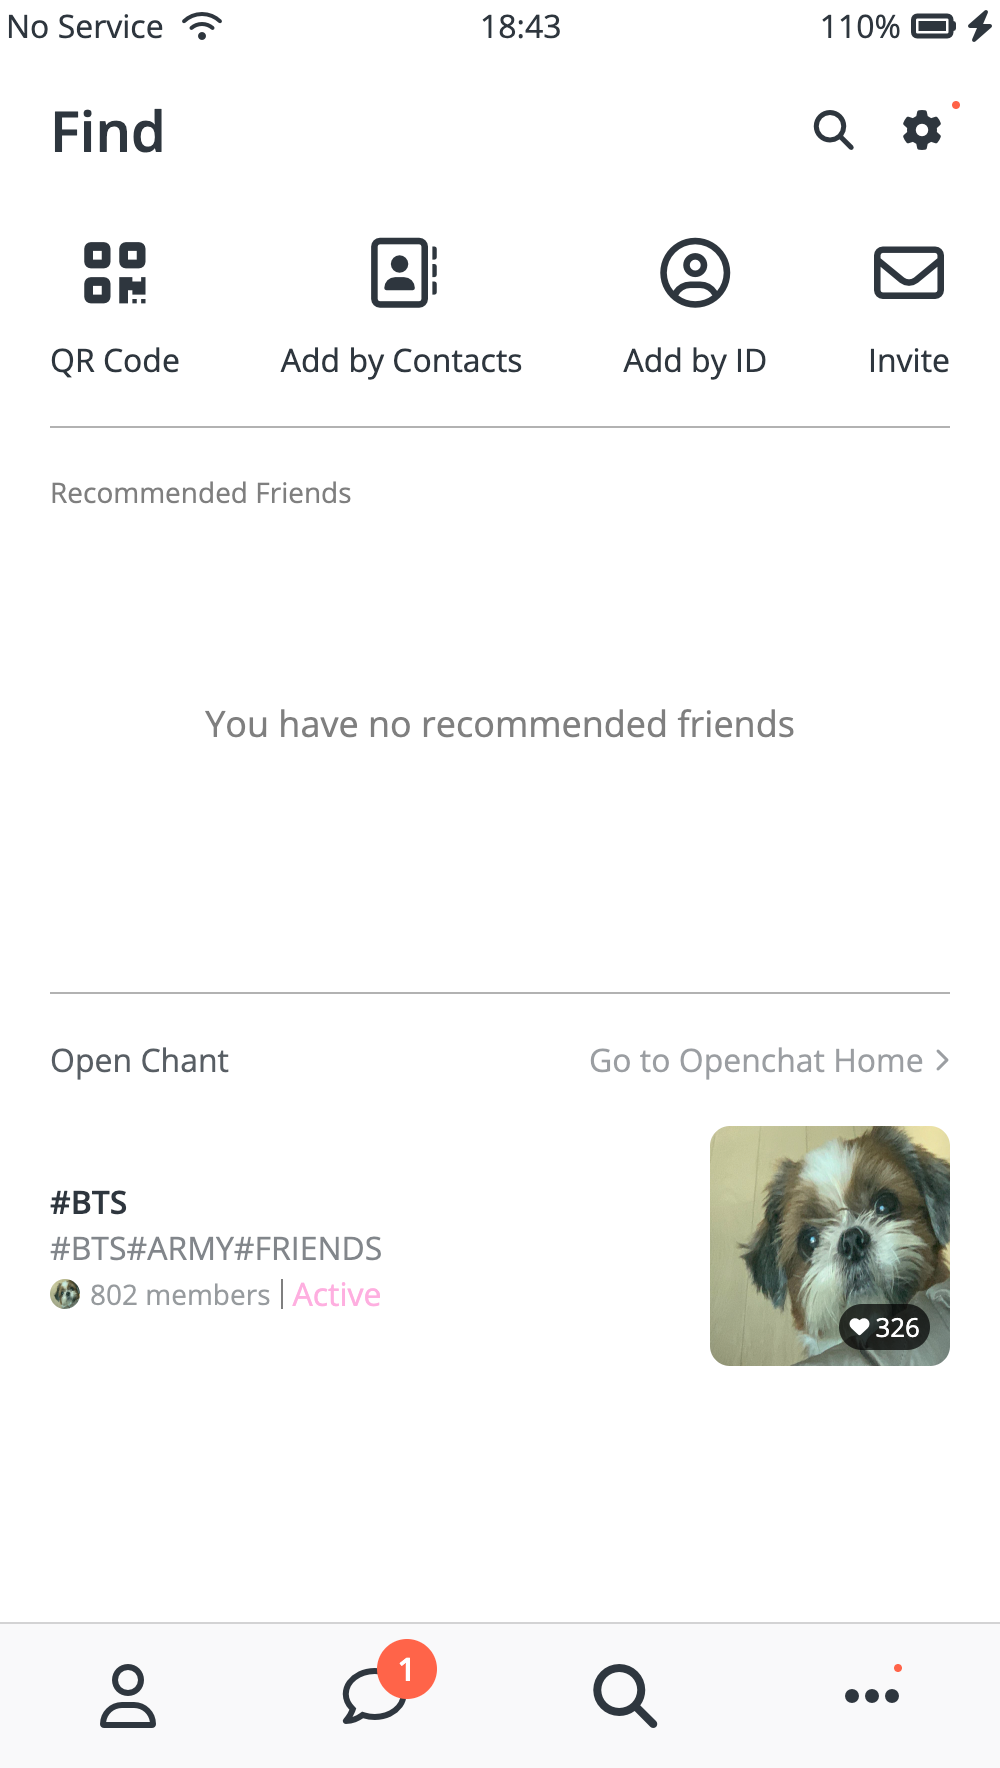 No Service 18:43 110%
Find
QR Code Add by Contacts Add by ID Invite
Recommended Friends
You have no recommended friends
Open Chant Go to Openchat Home
#BTS
#BTS#ARMY#FRIENDS
802 members Active
326
1